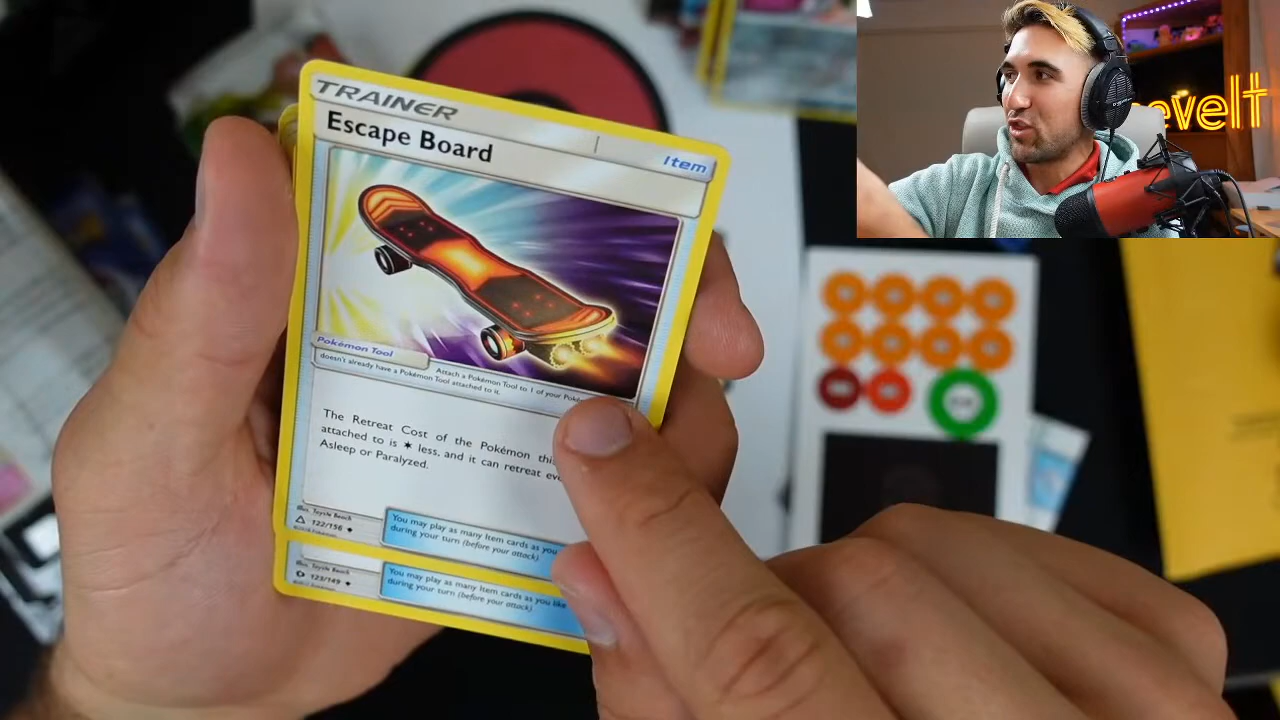 TRAINER
Escape Board
Item
Pokémon Tool
Attach a Pokémon Tool to 1 of your
doesn't already have a Pokémon Tool attached to it.
The Retreat Cost of the Pokémon
attached to is less, and it can retreat
Asleep or Paralyzed.
122/156
You may play as many Item cards as you
during your turn (before your attack).
123/149
You may play as many Item cards as you like
during your turn (before your attack).
evelt